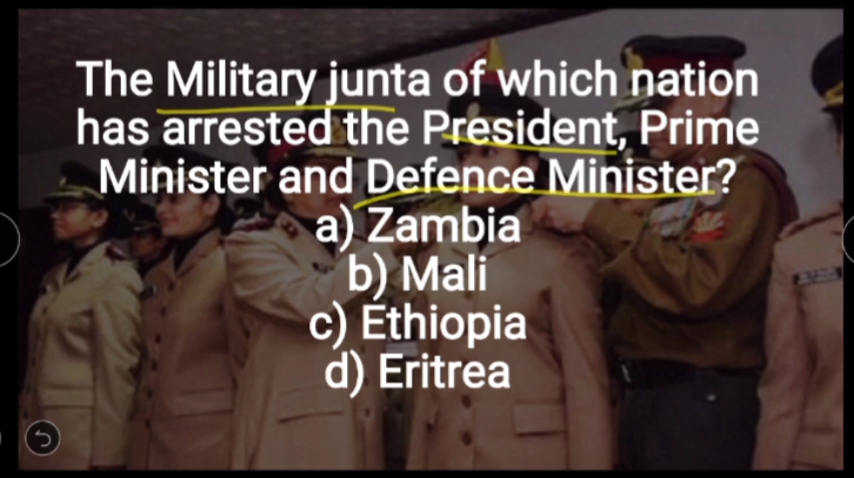 The Military junta of which nation
has arrested the President, Prime
Minister and Defence Minister?
a) Zambia
b) Mali
c) Ethiopia
d) Eritrea